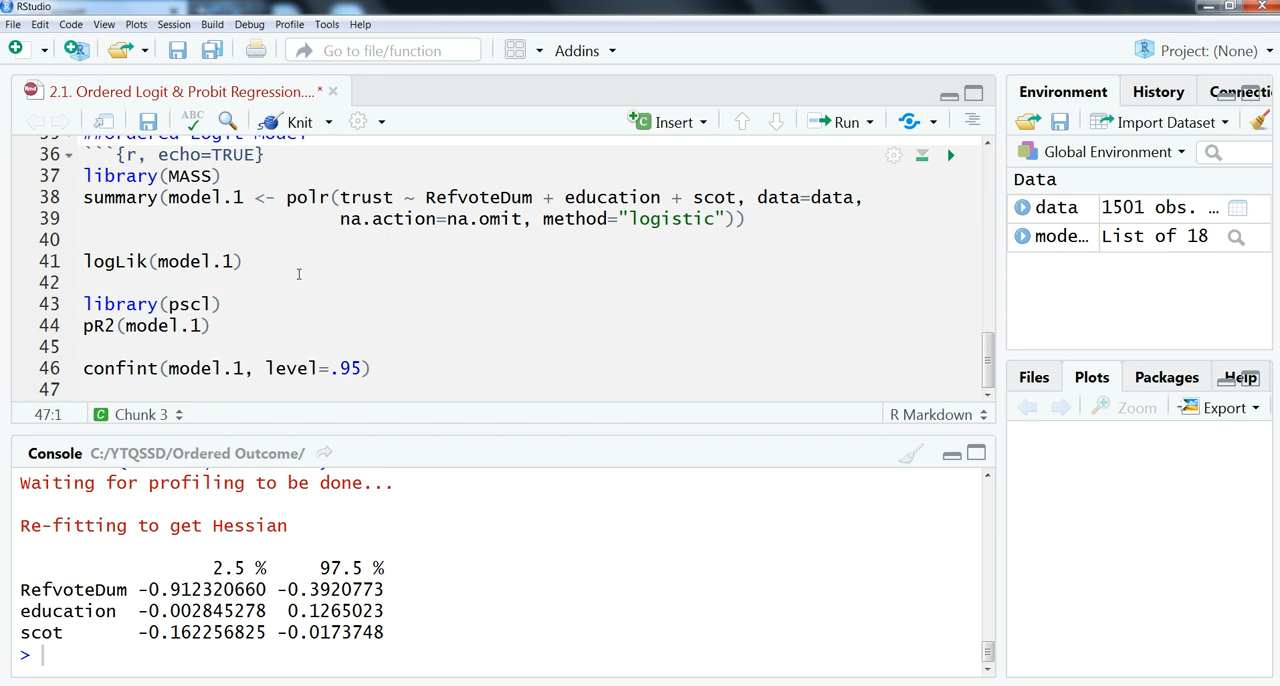 RStudio
File Edit Code View Plots Session Build Debug Profile Tools Help
Go to file/function Addins Project: (None)
2.1. Ordered Logit & Probit Regression....*
ABC Knit Insert Run
36 ```{r, echo=TRUE}
37 library(MASS)
38 summary(model.1 <- polr(trust ~ RefvoteDum + education + scot, data=data,
39 na.action=na.omit, method="logistic"))
40
41 logLik(model.1)
42
43 library(pscl)
44 pR2(model.1)
45
46 confint(model.1, level=.95)
47
47:1 C Chunk 3 R Markdown
Console C:/YTQSSD/Ordered Outcome/
Waiting for profiling to be done...
Re-fitting to get Hessian
2.5 % 97.5 %
RefvoteDum -0.912320660 -0.3920773
education -0.002845278 0.1265023
scot -0.162256825 -0.0173748
>
Environment History Connecti
Import Dataset
Global Environment
Data
data 1501 obs. …
mode… List of 18
Files Plots Packages Help
Zoom Export